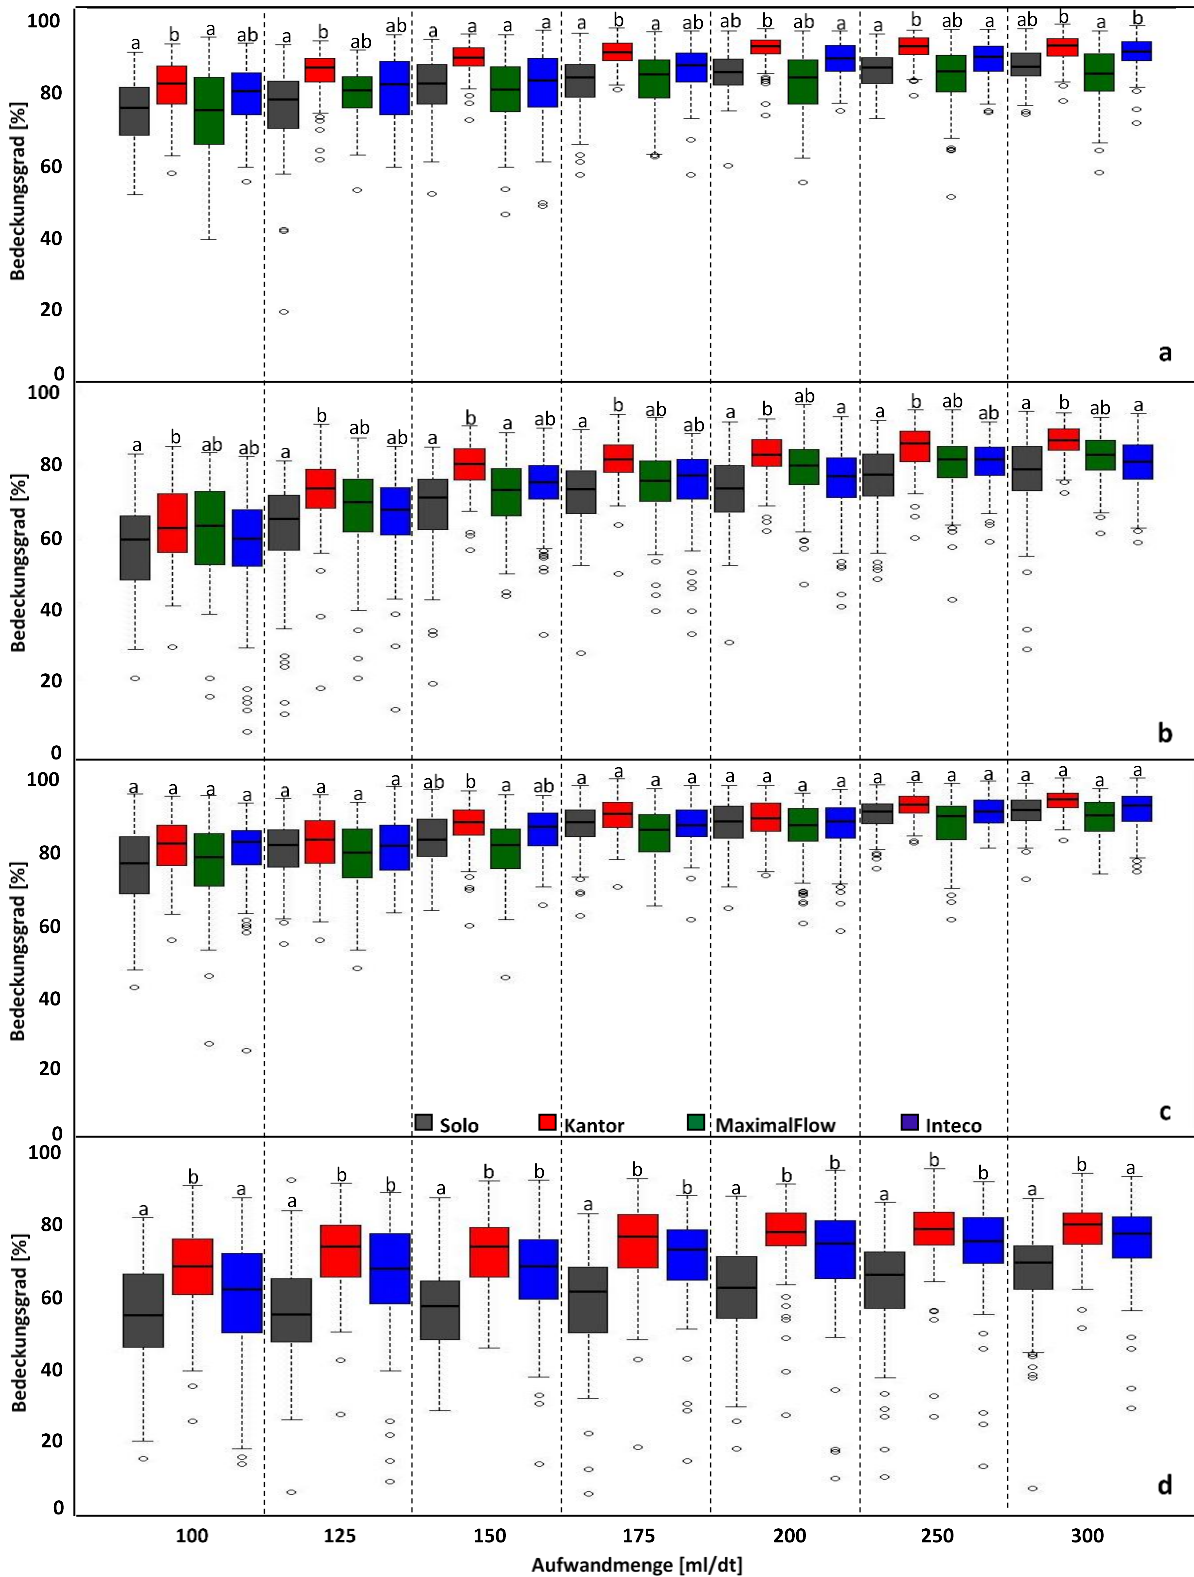 100
a b a ab a b ab ab a b a a a b a a ab b ab a a b ab a ab b a b
80
60
40
20
0
Bedeckungsgrad [%]
a
100
a b ab ab a b ab ab a b a ab a b ab ab a b ab a a b ab ab a b ab a
80
60
40
20
0
Bedeckungsgrad [%]
b
100
a a a a a a a a ab b a ab a a a a a a a a a a a a a a a a
80
60
40
20
0
Bedeckungsgrad [%]
c
Solo Kantor MaximalFlow Inteco
100
a b a a b b a b b a b b a b b a b b a b a
80
60
40
20
0
Bedeckungsgrad [%]
d
100 125 150 175 200 250 300
Aufwandmenge [ml/dt]